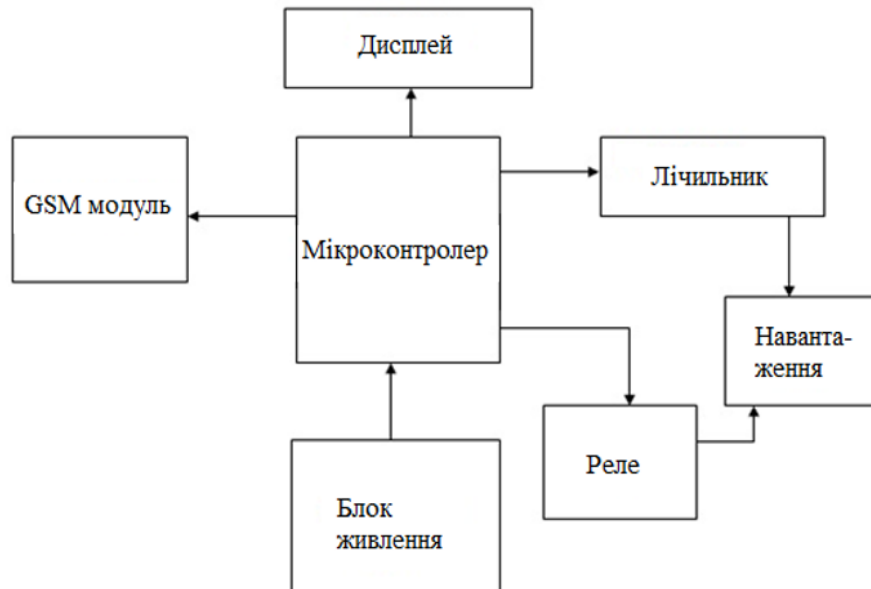 Дисплей
GSM модуль
Мікроконтролер
Лічильник
Наванта-
ження
Реле
Блок
живлення